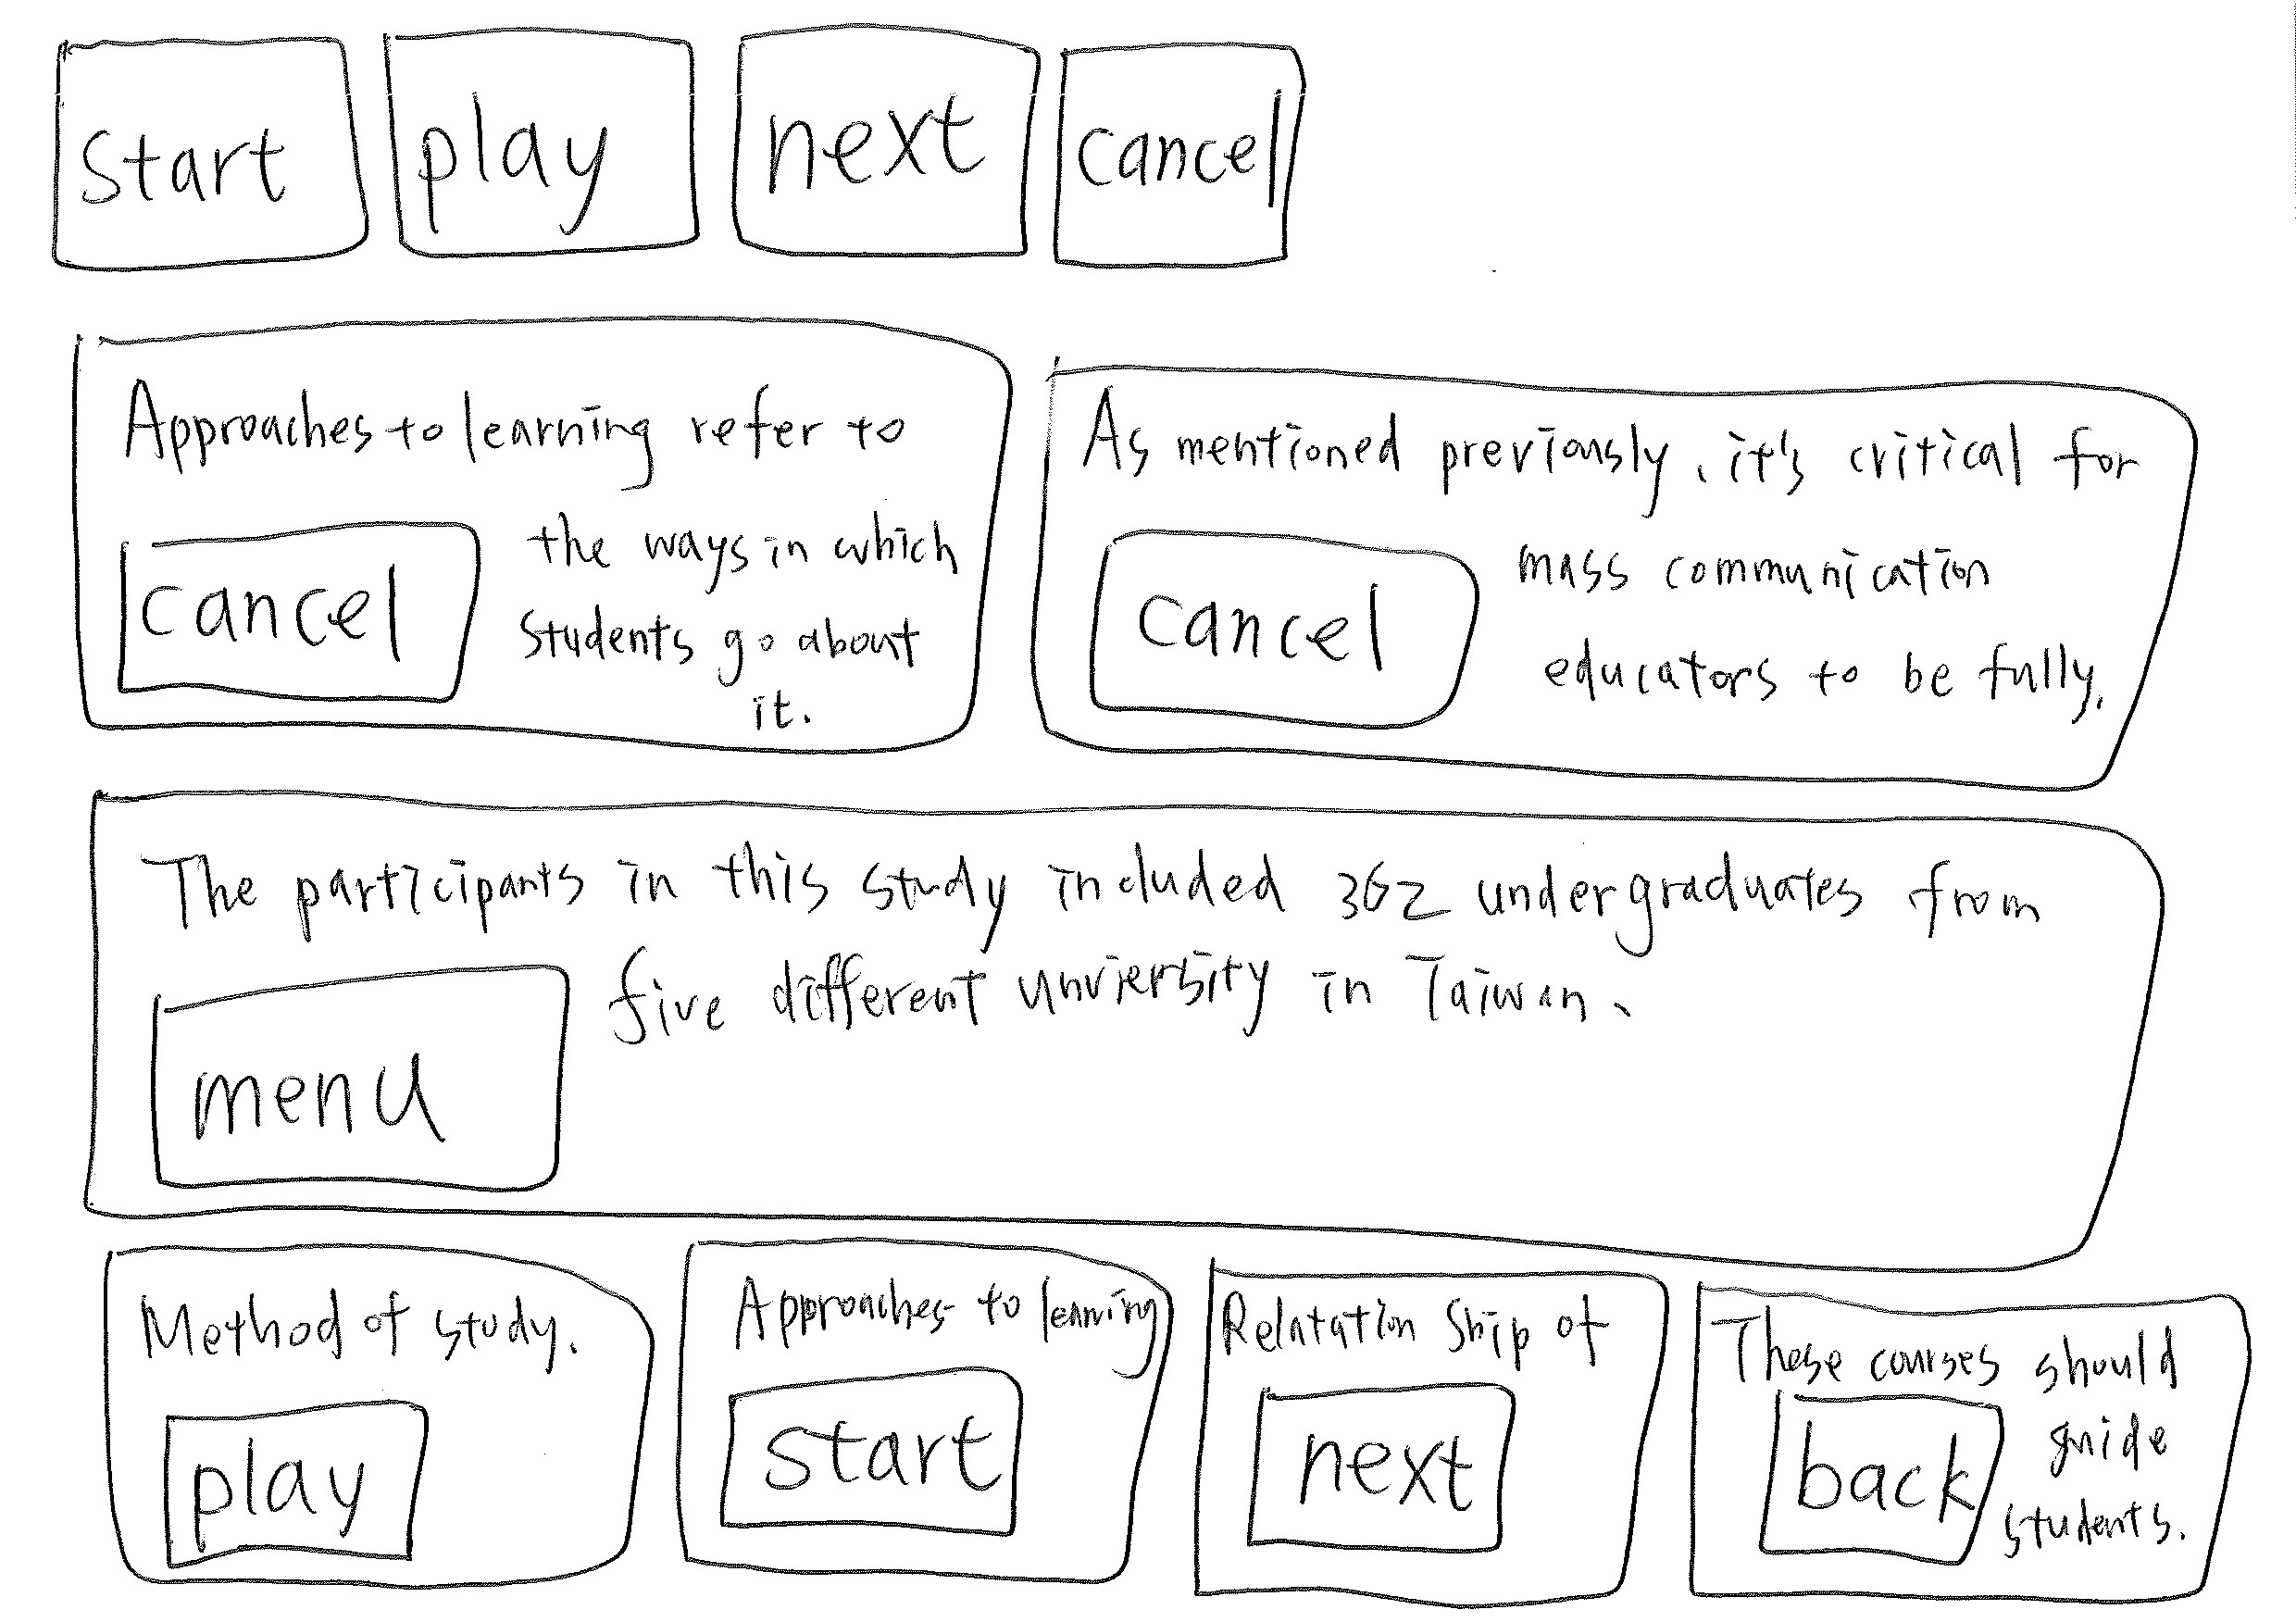 start play next cancel
Approaches to learning refer to
the ways in which
cancel
students go about
it.
As mentioned previously, it's critical for
mass communication
cancel
educators to be fully.
The participants in this study included 362 undergraduates from
five different unviersity in Taiwan.
menu
Method of study.
play
Approaches to learning
start
Relatation Ship of
next
These courses should
guide
back
students.